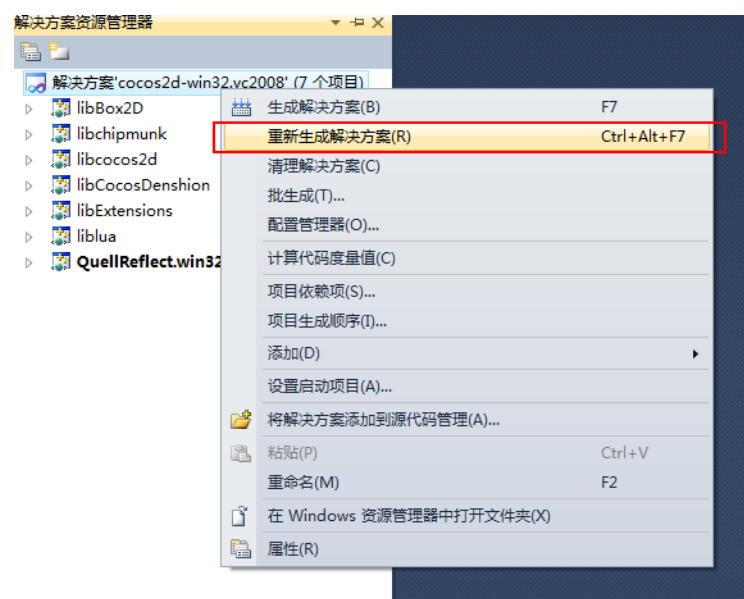 解决方案资源管理器
解决方案'cocos2d-win32.vc2008' (7 个项目)
libBox2D
libchipmunk
libcocos2d
libCocosDenshion
libExtensions
liblua
QuellReflect.win32
生成解决方案(B) F7
重新生成解决方案(R) Ctrl+Alt+F7
清理解决方案(C)
批生成(T)...
配置管理器(O)...
计算代码度量值(C)
项目依赖项(S)...
项目生成顺序(I)...
添加(D)
设置启动项目(A)...
将解决方案添加到源代码管理(A)...
粘贴(P) Ctrl+V
重命名(M) F2
在 Windows 资源管理器中打开文件夹(X)
属性(R)